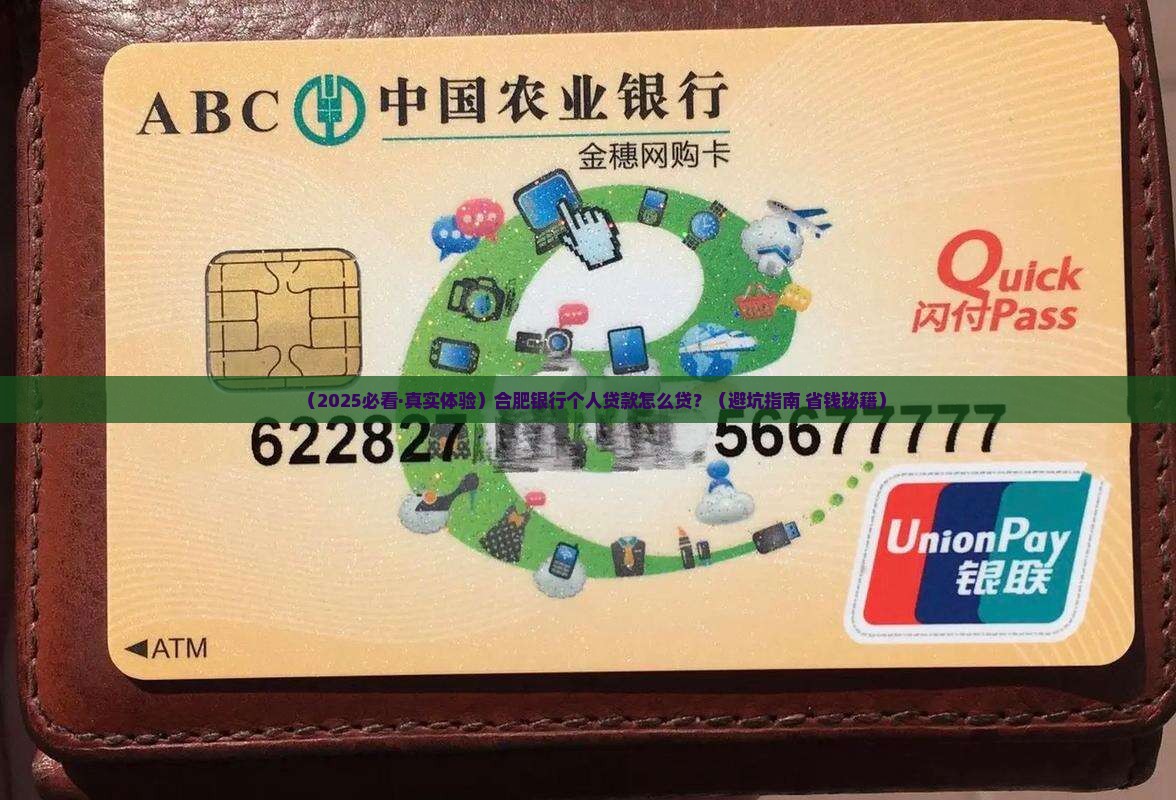 ABC 中国农业银行
金穗网购卡
Quick
闪付Pass
（2025必看·真实体验）合肥银行个人贷款怎么贷？（避坑指南 省钱秘籍）
622827 56677777
UnionPay
银联
ATM